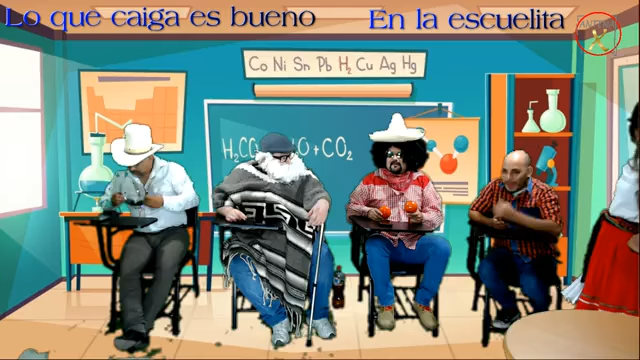 Lo que caiga es bueno
En la escuelita
Co Ni Sn Pb H₂ Cu Ag Hg
H₂CO O + CO₂